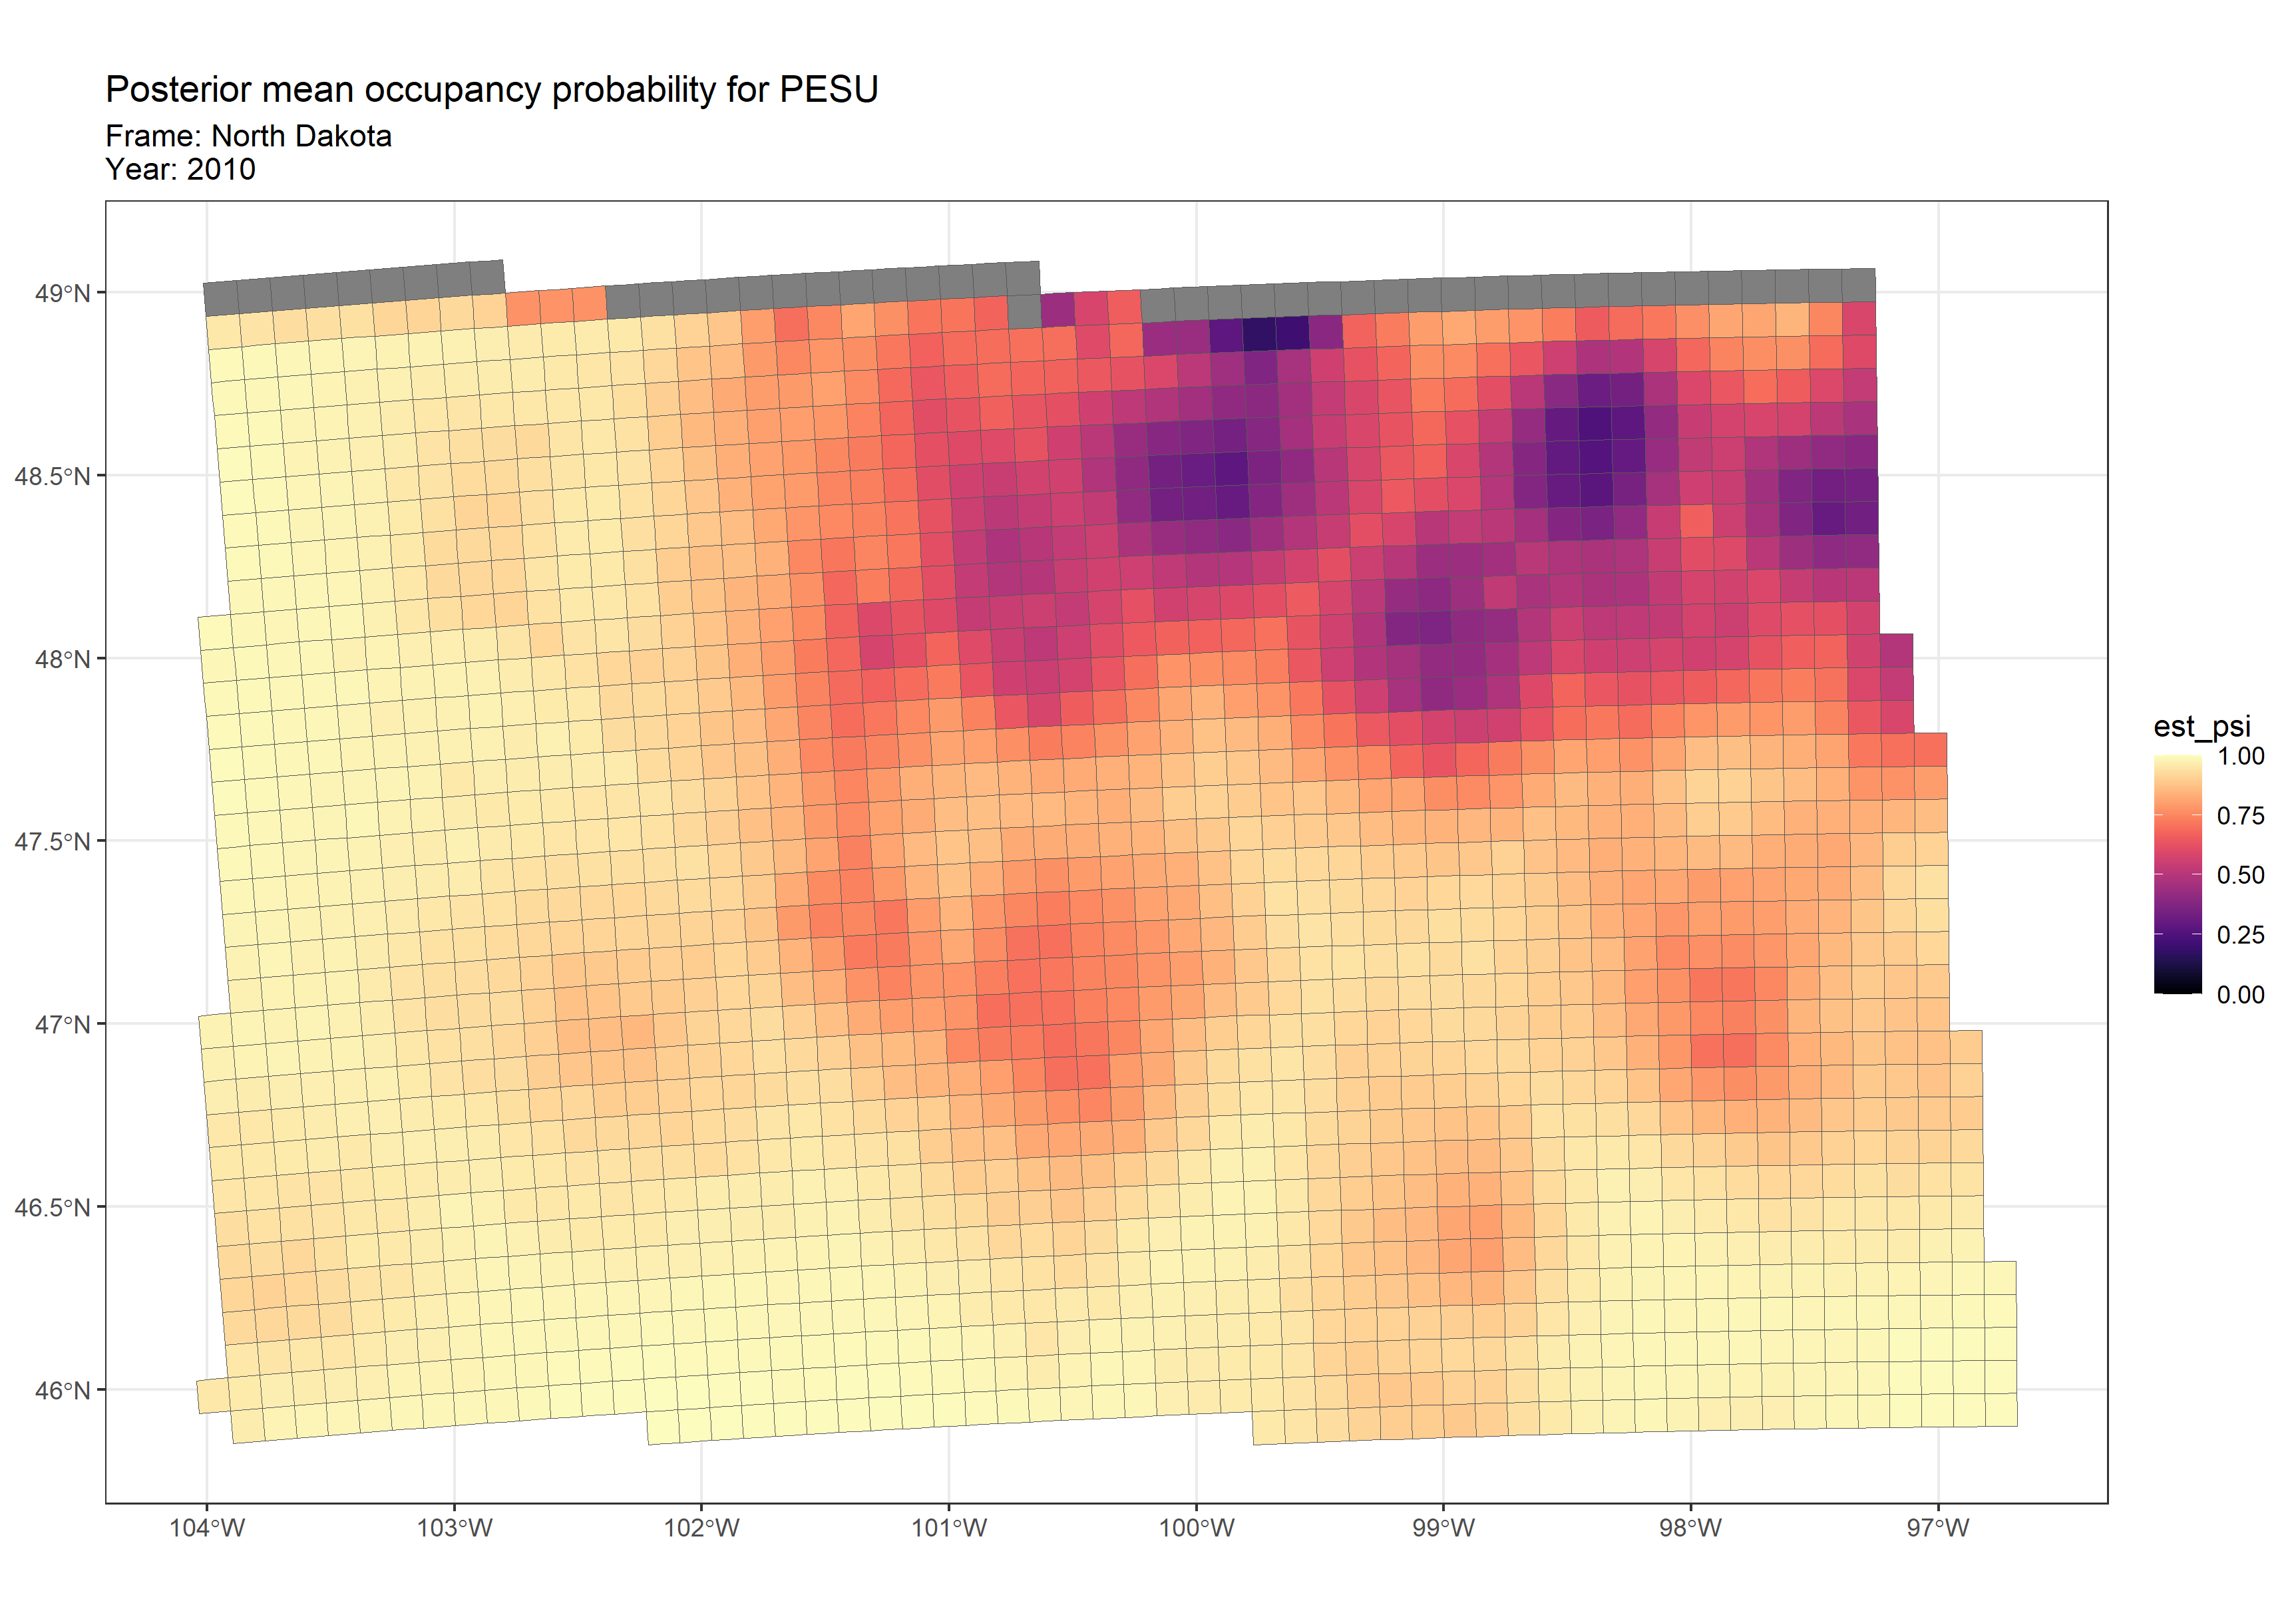 Posterior mean occupancy probability for PESU
Frame: North Dakota
Year: 2010
49°N
48.5°N
48°N
47.5°N
47°N
46.5°N
46°N
104°W
103°W
102°W
101°W
100°W
99°W
98°W
97°W
est_psi
1.00
0.75
0.50
0.25
0.00